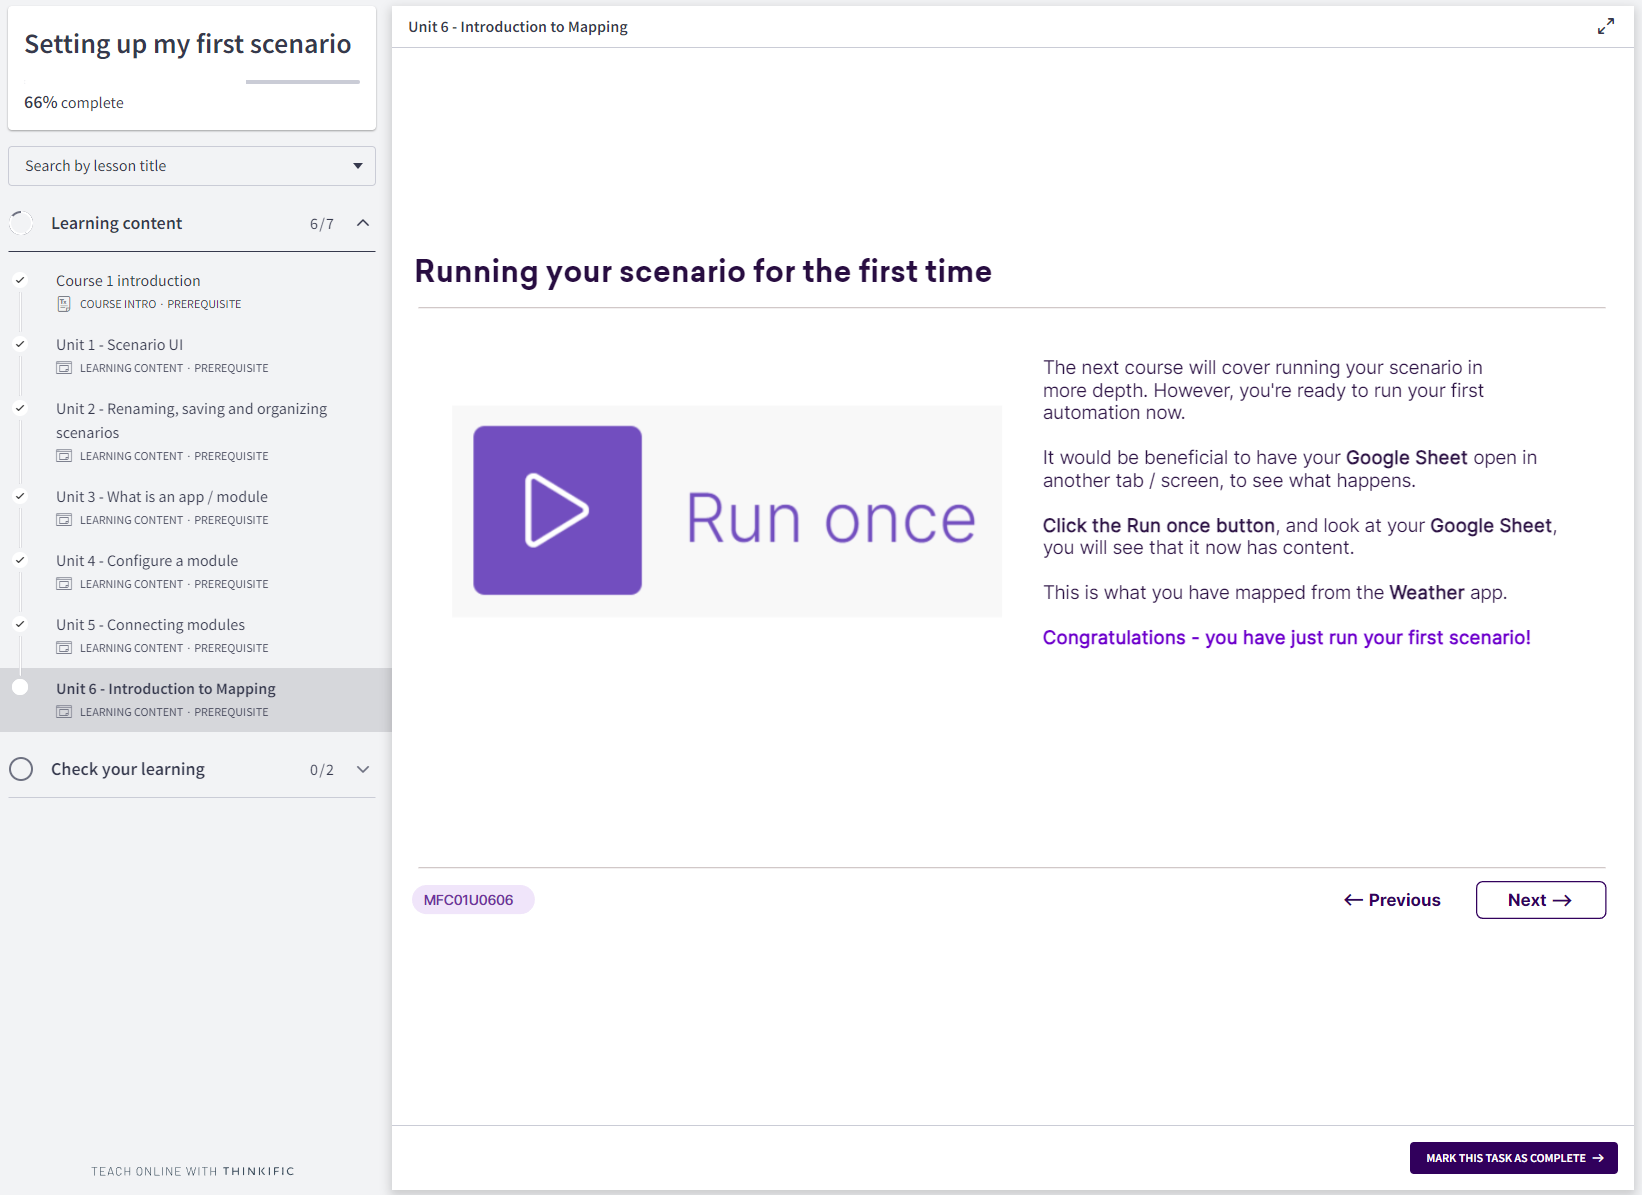 Setting up my first scenario
66% complete
Search by lesson title
Learning content 6/7
Course 1 introduction
COURSE INTRO · PREREQUISITE
Unit 1 - Scenario UI
LEARNING CONTENT · PREREQUISITE
Unit 2 - Renaming, saving and organizing
scenarios
LEARNING CONTENT · PREREQUISITE
Unit 3 - What is an app / module
LEARNING CONTENT · PREREQUISITE
Unit 4 - Configure a module
LEARNING CONTENT · PREREQUISITE
Unit 5 - Connecting modules
LEARNING CONTENT · PREREQUISITE
Unit 6 - Introduction to Mapping
LEARNING CONTENT · PREREQUISITE
Check your learning 0/2
TEACH ONLINE WITH THINKIFIC
Unit 6 - Introduction to Mapping
Running your scenario for the first time
Run once
The next course will cover running your scenario in
more depth. However, you're ready to run your first
automation now.
It would be beneficial to have your Google Sheet open in
another tab / screen, to see what happens.
Click the Run once button, and look at your Google Sheet,
you will see that it now has content.
This is what you have mapped from the Weather app.
Congratulations - you have just run your first scenario!
MFC01U0606
← Previous
Next →
MARK THIS TASK AS COMPLETE →